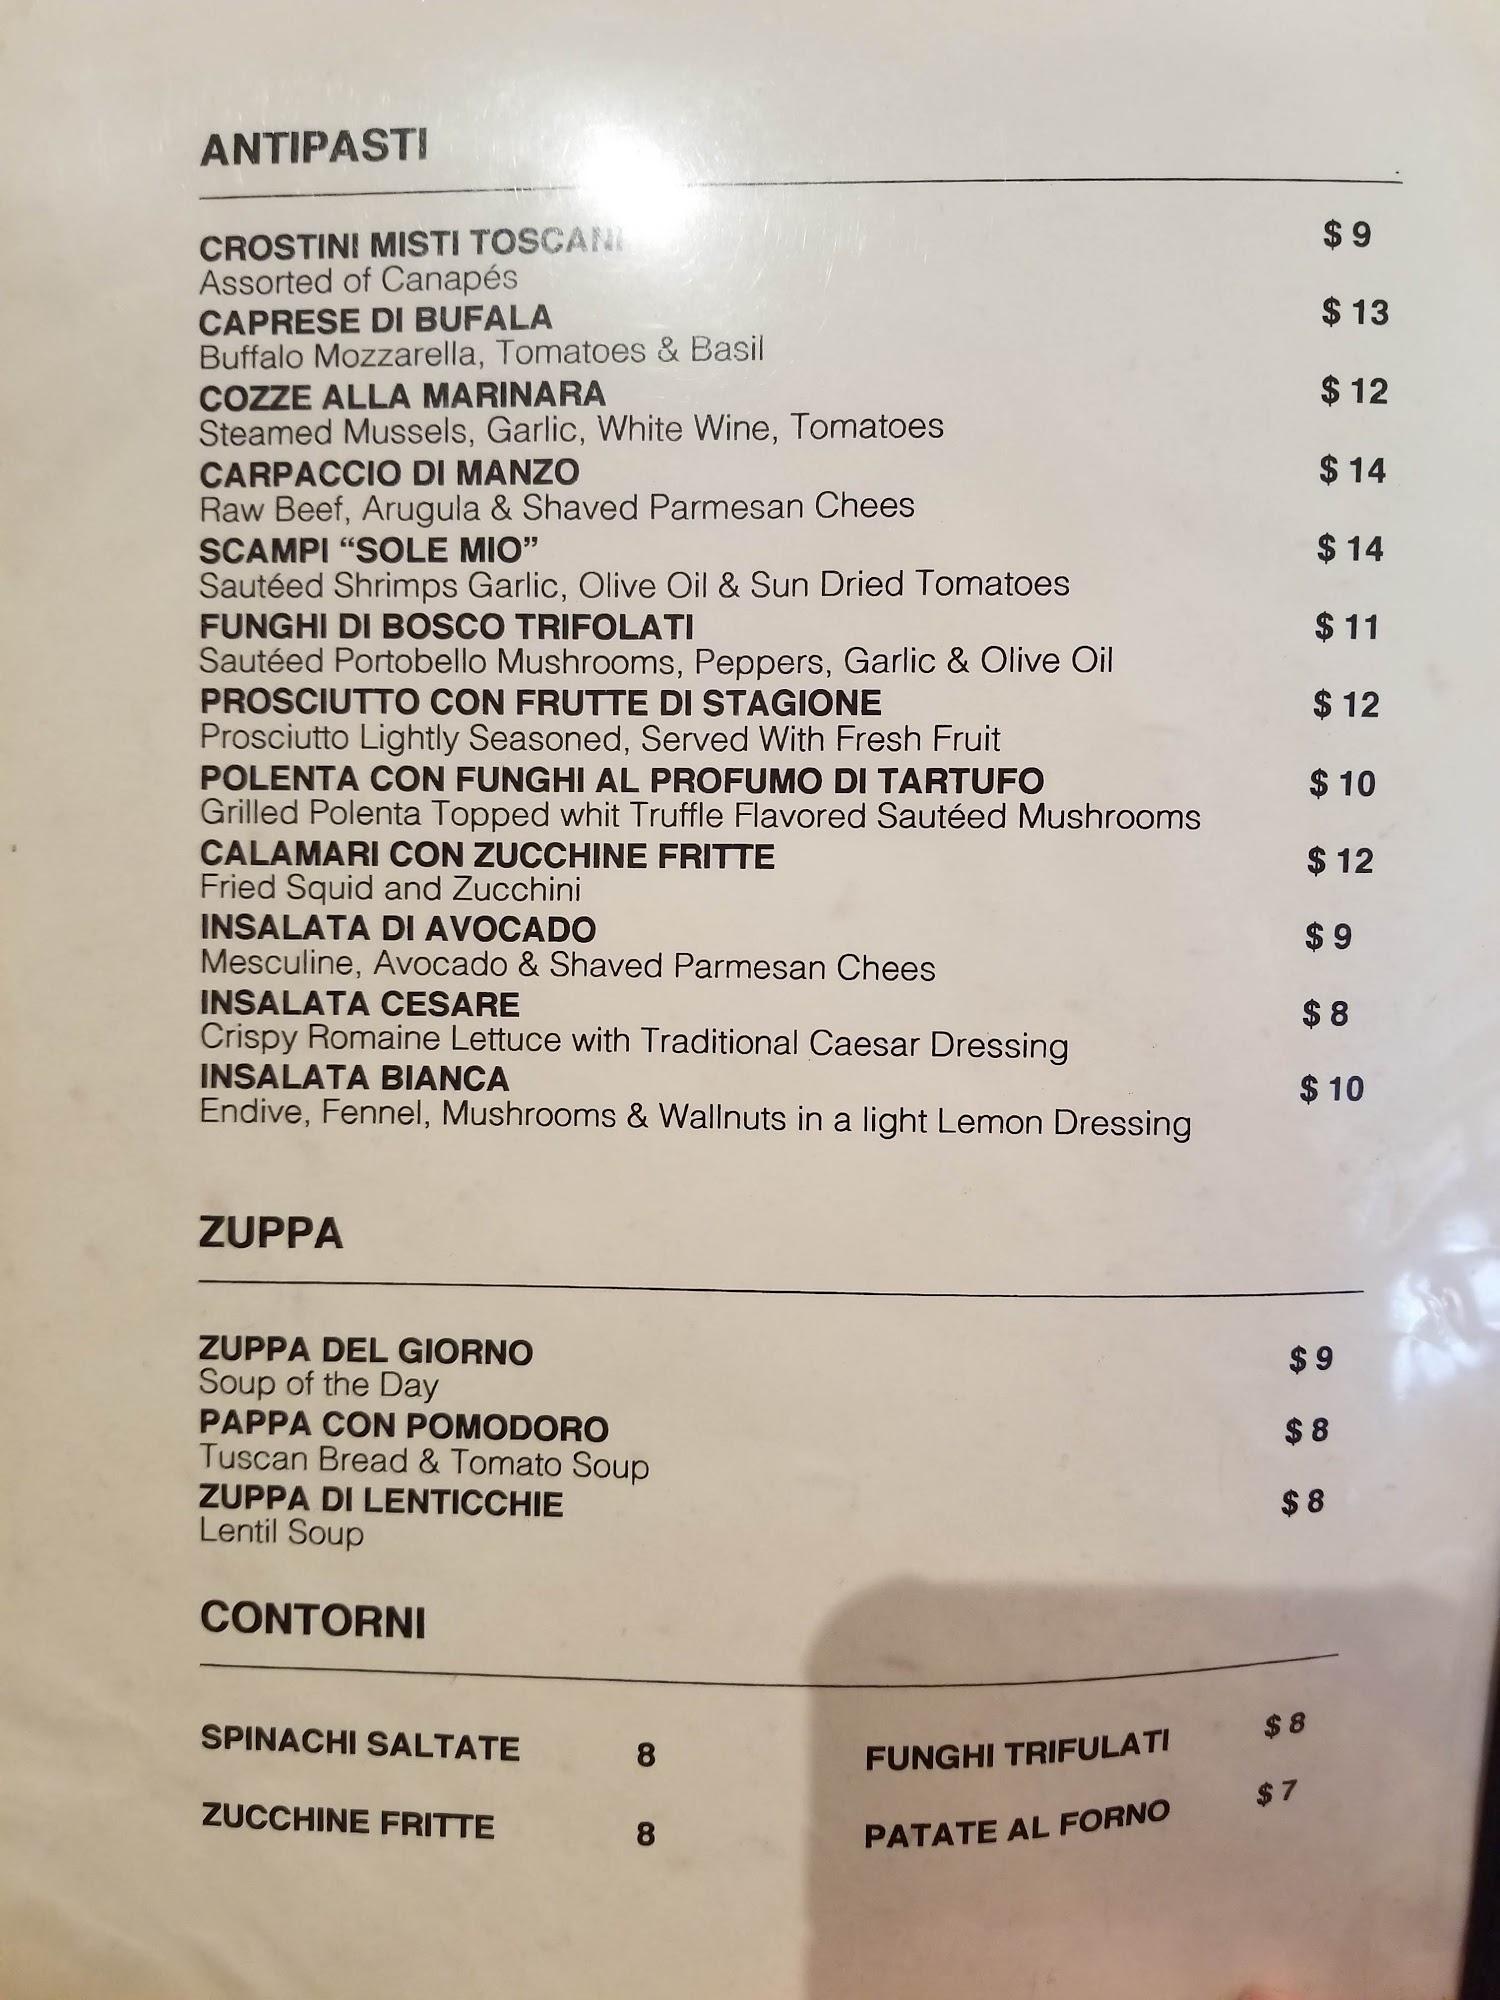 ANTIPASTI
CROSTINI MISTI TOSCANI $ 9
Assorted of Canapés
CAPRESE DI BUFALA $ 13
Buffalo Mozzarella, Tomatoes & Basil
COZZE ALLA MARINARA $ 12
Steamed Mussels, Garlic, White Wine, Tomatoes
CARPACCIO DI MANZO $ 14
Raw Beef, Arugula & Shaved Parmesan Chees
SCAMPI “SOLE MIO” $ 14
Sautéed Shrimps Garlic, Olive Oil & Sun Dried Tomatoes
FUNGHI DI BOSCO TRIFOLATI $ 11
Sautéed Portobello Mushrooms, Peppers, Garlic & Olive Oil
PROSCIUTTO CON FRUTTE DI STAGIONE $ 12
Prosciutto Lightly Seasoned, Served With Fresh Fruit
POLENTA CON FUNGHI AL PROFUMO DI TARTUFO $ 10
Grilled Polenta Topped whit Truffle Flavored Sautéed Mushrooms
CALAMARI CON ZUCCHINE FRITTE $ 12
Fried Squid and Zucchini
INSALATA DI AVOCADO $ 9
Mesculine, Avocado & Shaved Parmesan Chees
INSALATA CESARE $ 8
Crispy Romaine Lettuce with Traditional Caesar Dressing
INSALATA BIANCA $ 10
Endive, Fennel, Mushrooms & Wallnuts in a light Lemon Dressing
ZUPPA
ZUPPA DEL GIORNO $ 9
Soup of the Day
PAPPA CON POMODORO $ 8
Tuscan Bread & Tomato Soup
ZUPPA DI LENTICCHIE $ 8
Lentil Soup
CONTORNI
SPINACHI SALTATE 8 FUNGHI TRIFULATI $ 8
ZUCCHINE FRITTE 8 PATATE AL FORNO $ 7